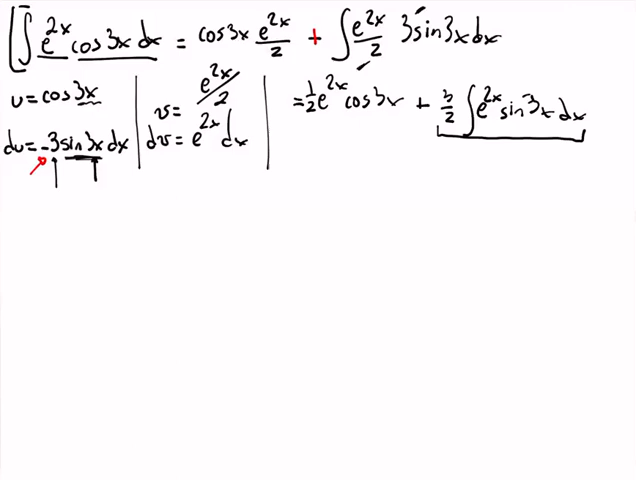 ∫ e^{2x} cos 3x dx = cos 3x e^{2x}/2 + ∫ e^{2x}/2 3 sin 3x dx
u = cos 3x
v = e^{2x}/2
= 1/2 e^{2x} cos 3x + 3/2 ∫ e^{2x} sin 3x dx
du = -3 sin 3x dx
dv = e^{2x} dx